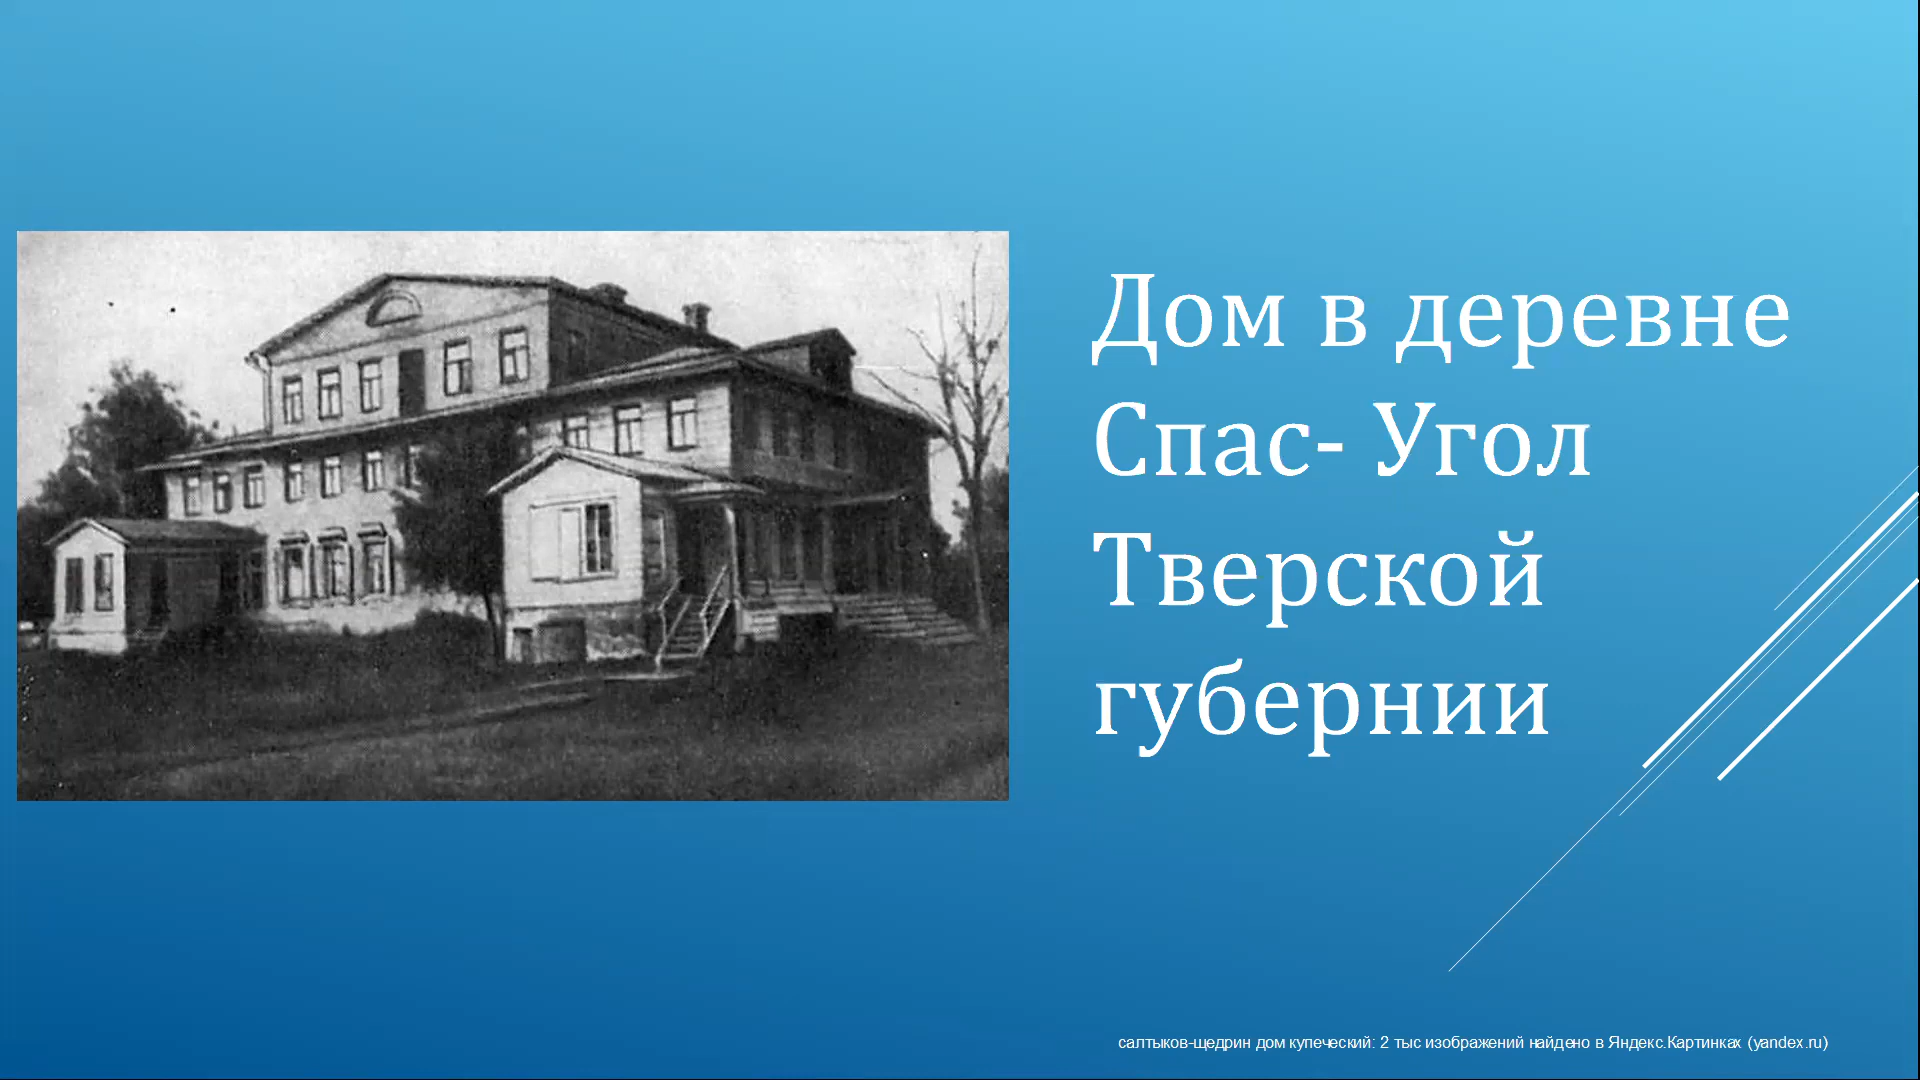 Дом в деревне
Спас- Угол
Тверской
губернии
салтыков-щедрин дом купеческий: 2 тыс изображений найдено в Яндекс.Картинках (yandex.ru)